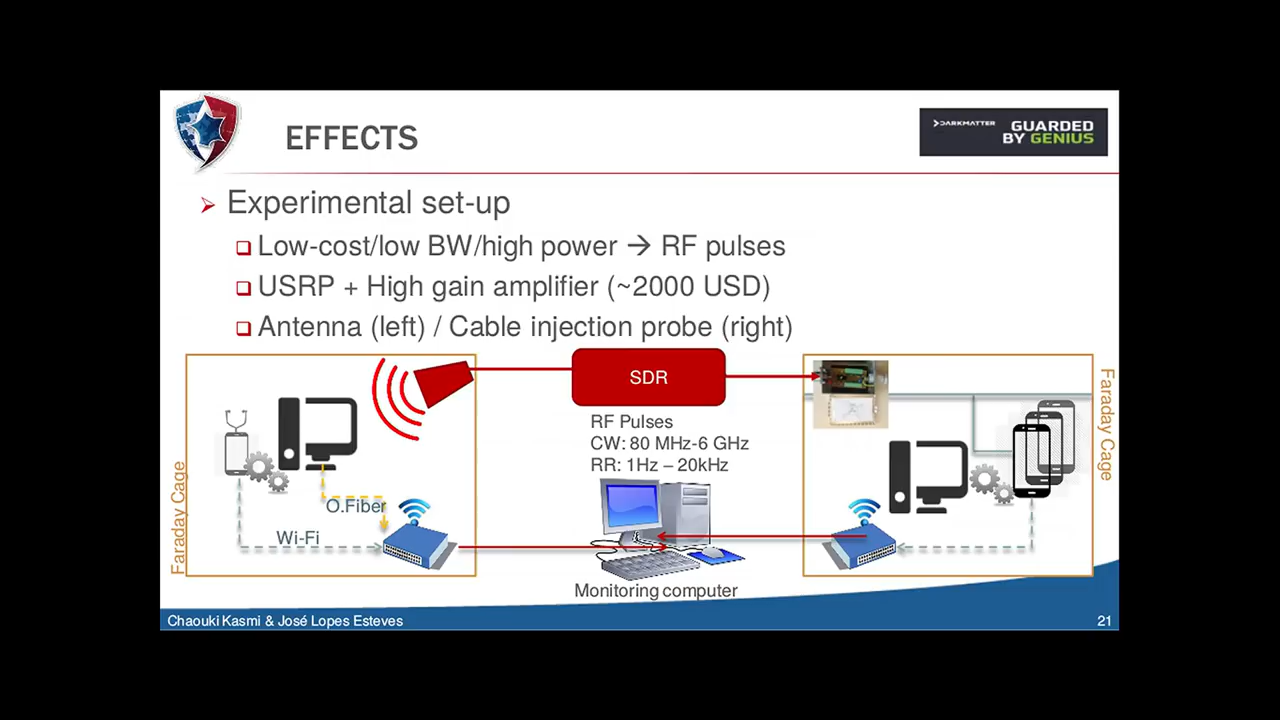 EFFECTS
DARKMATTER
GUARDED
BY GENIUS
Experimental set-up
Low-cost/low BW/high power → RF pulses
USRP + High gain amplifier (~2000 USD)
Antenna (left) / Cable injection probe (right)
SDR
RF Pulses
CW: 80 MHz-6 GHz
RR: 1Hz – 20kHz
Faraday Cage
O.Fiber
Wi-Fi
Faraday Cage
Monitoring computer
Chaouki Kasmi & José Lopes Esteves
21